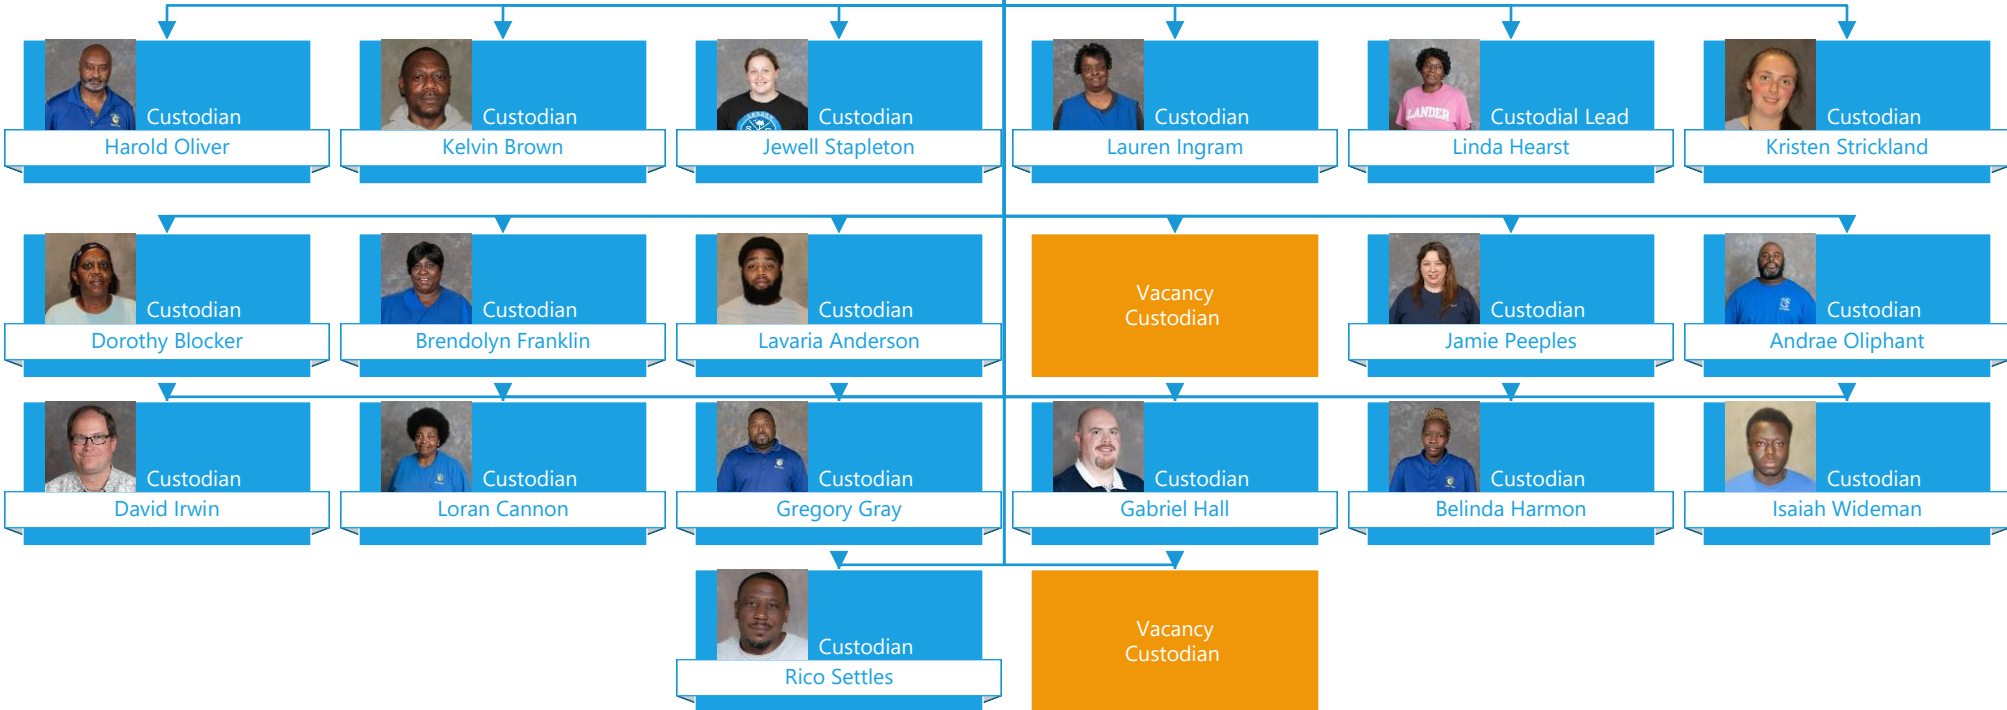 Custodian
Harold Oliver
Custodian
Kelvin Brown
Custodian
Jewell Stapleton
Custodian
Lauren Ingram
LANDER
Custodial Lead
Linda Hearst
Custodian
Kristen Strickland
Custodian
Dorothy Blocker
Custodian
Brendolyn Franklin
Custodian
Lavaria Anderson
Vacancy
Custodian
Custodian
Jamie Peeples
Custodian
Andrae Oliphant
Custodian
David Irwin
Custodian
Loran Cannon
Custodian
Gregory Gray
Custodian
Gabriel Hall
Custodian
Belinda Harmon
Custodian
Isaiah Wideman
Custodian
Rico Settles
Vacancy
Custodian